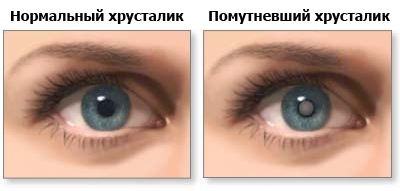 Нормальный хрусталик
Помутневший хрусталик